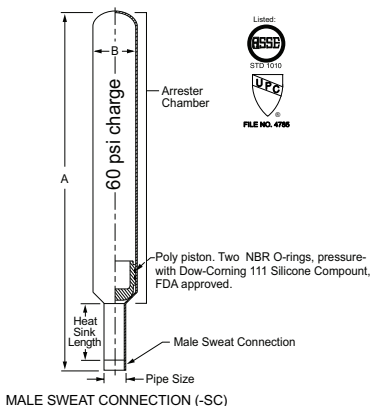 Listed:
ASSE
STD 1010
UPC
®
FILE NO. 4786
B
60 psi charge
Arrester
Chamber
A
Poly piston. Two NBR O-rings, pressure-
with Dow-Corning 111 Silicone Compount,
FDA approved.
Heat
Sink
Length
Male Sweat Connection
Pipe Size
MALE SWEAT CONNECTION (-SC)